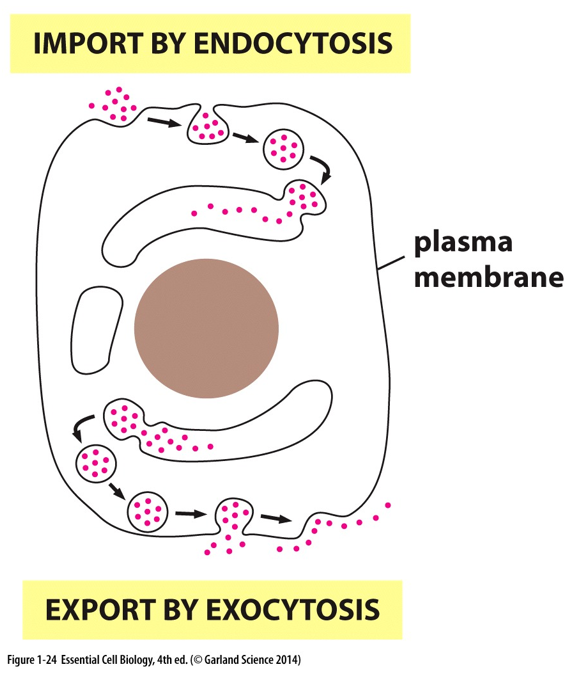 IMPORT BY ENDOCYTOSIS
plasma
membrane
EXPORT BY EXOCYTOSIS
Figure 1-24 Essential Cell Biology, 4th ed. (© Garland Science 2014)